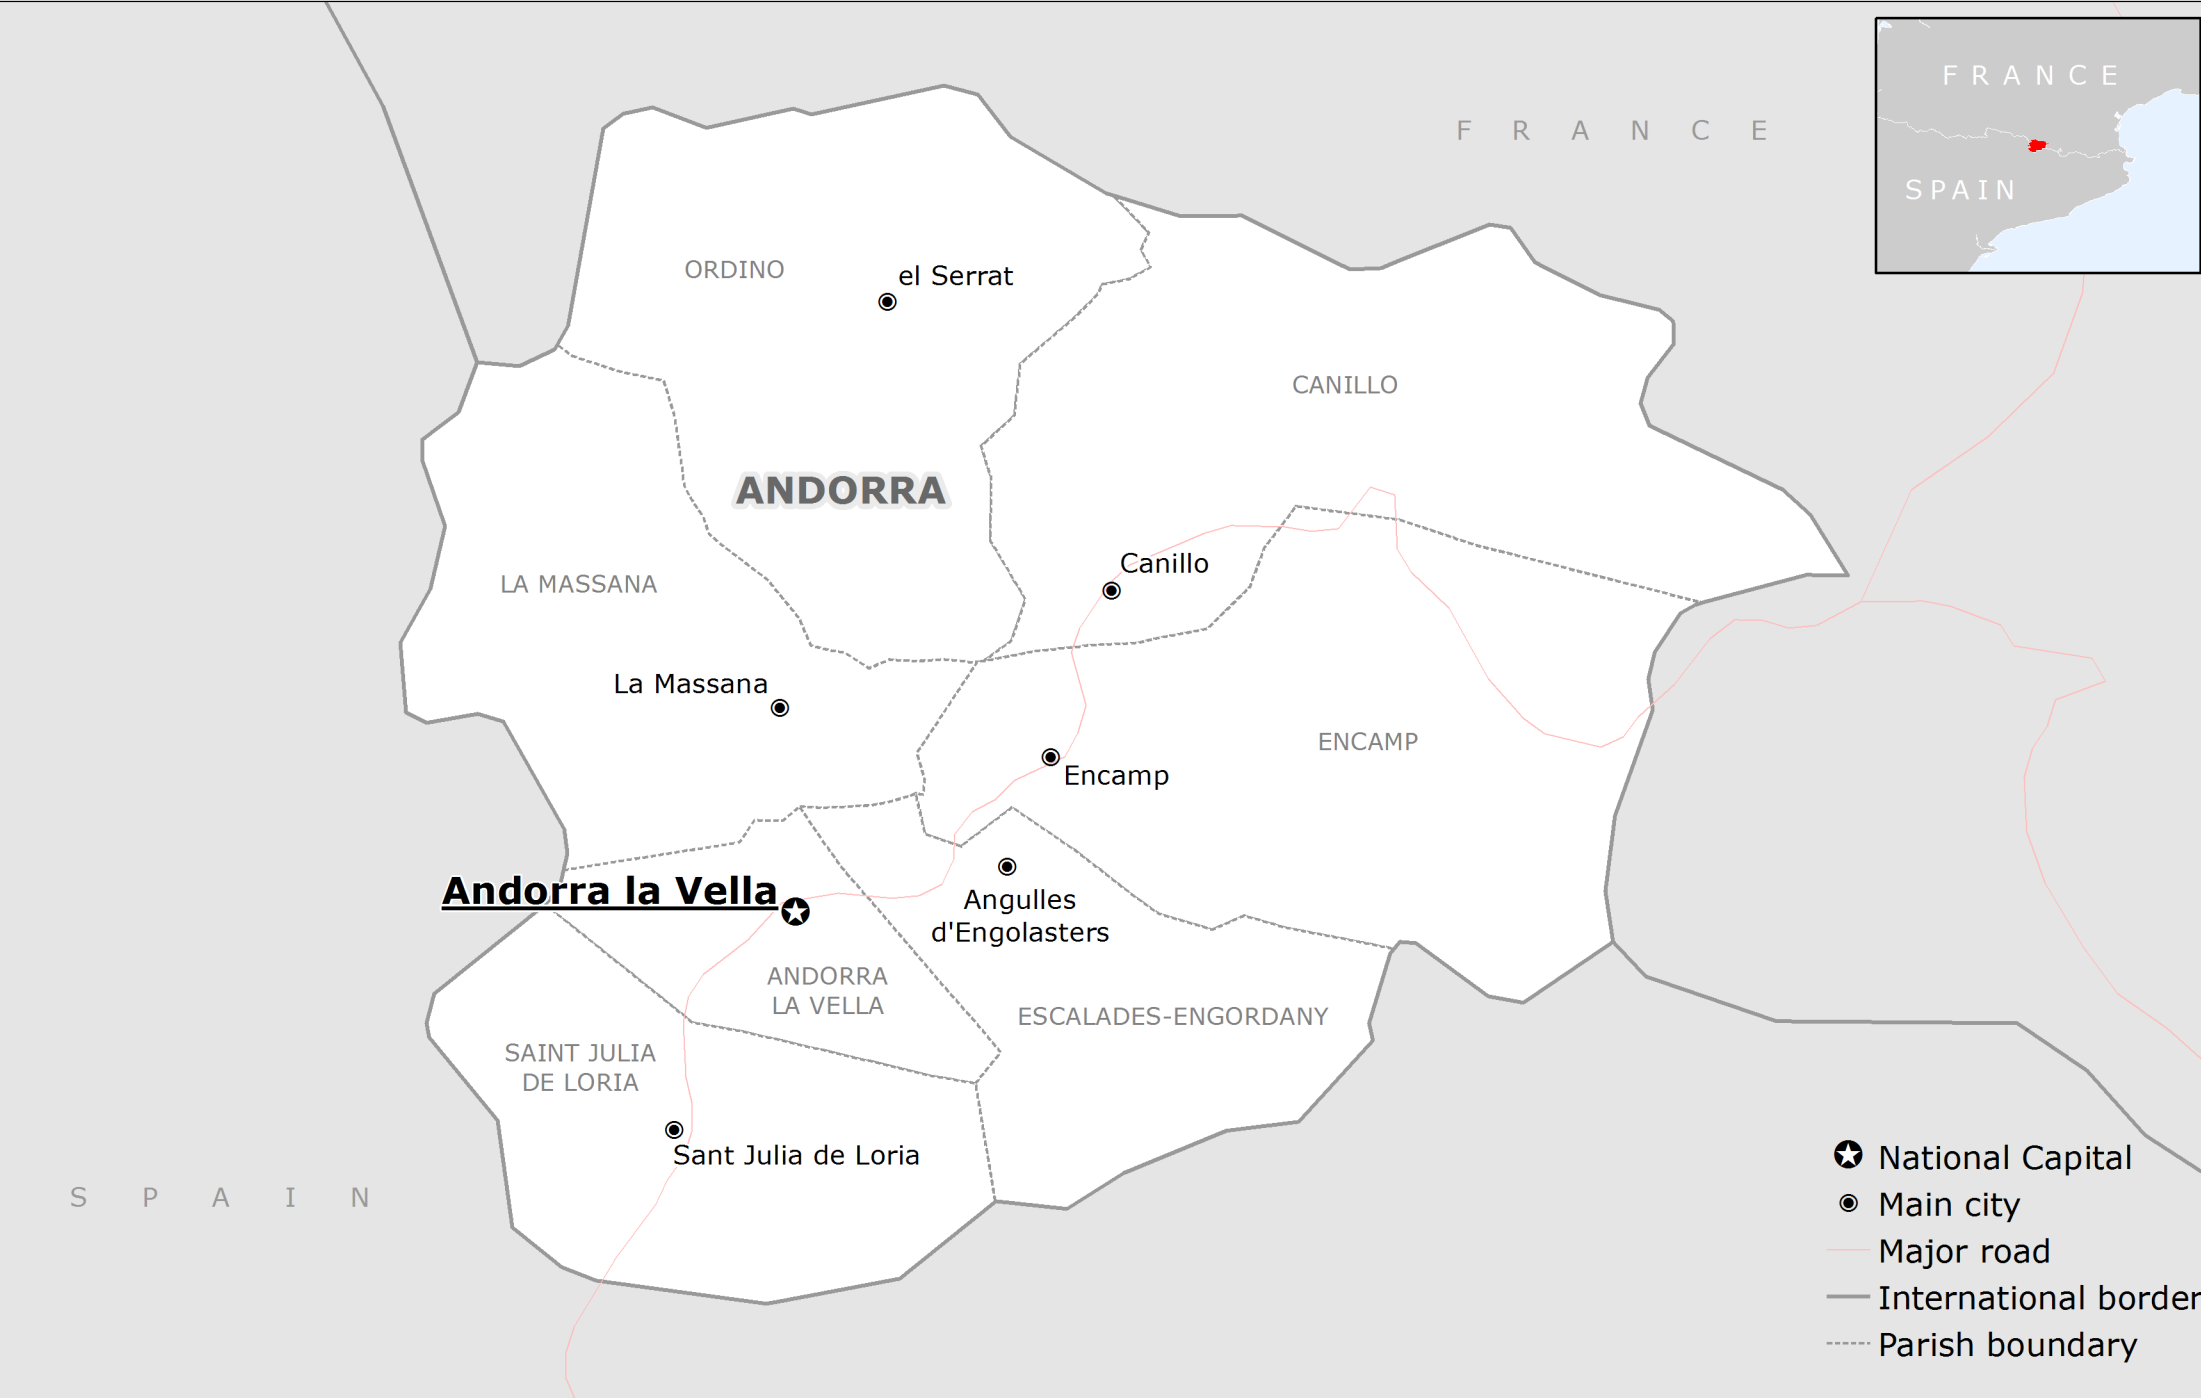 F R A N C E
S P A I N
F R A N C E
ORDINO
el Serrat
CANILLO
ANDORRA
Canillo
LA MASSANA
La Massana
ENCAMP
Encamp
Andorra la Vella
Angulles
d'Engolasters
ANDORRA
LA VELLA
ESCALADES-ENGORDANY
SAINT JULIA
DE LORIA
Sant Julia de Loria
S P A I N
National Capital
Main city
Major road
International border
Parish boundary